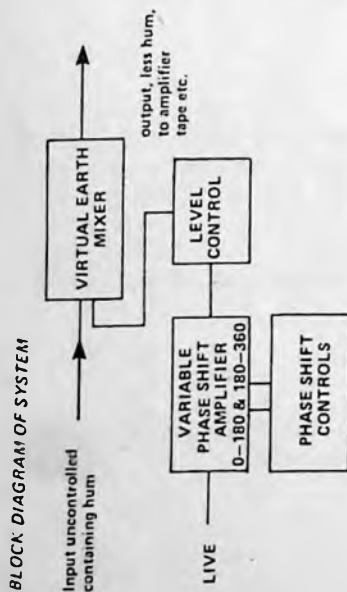 BLOCK DIAGRAM OF SYSTEM
Input uncontrolled
containing hum
VIRTUAL EARTH
MIXER
output, less hum,
to amplifier
tape etc.
LIVE
VARIABLE
PHASE SHIFT
AMPLIFIER
0–180 & 180–360
LEVEL
CONTROL
PHASE SHIFT
CONTROLS